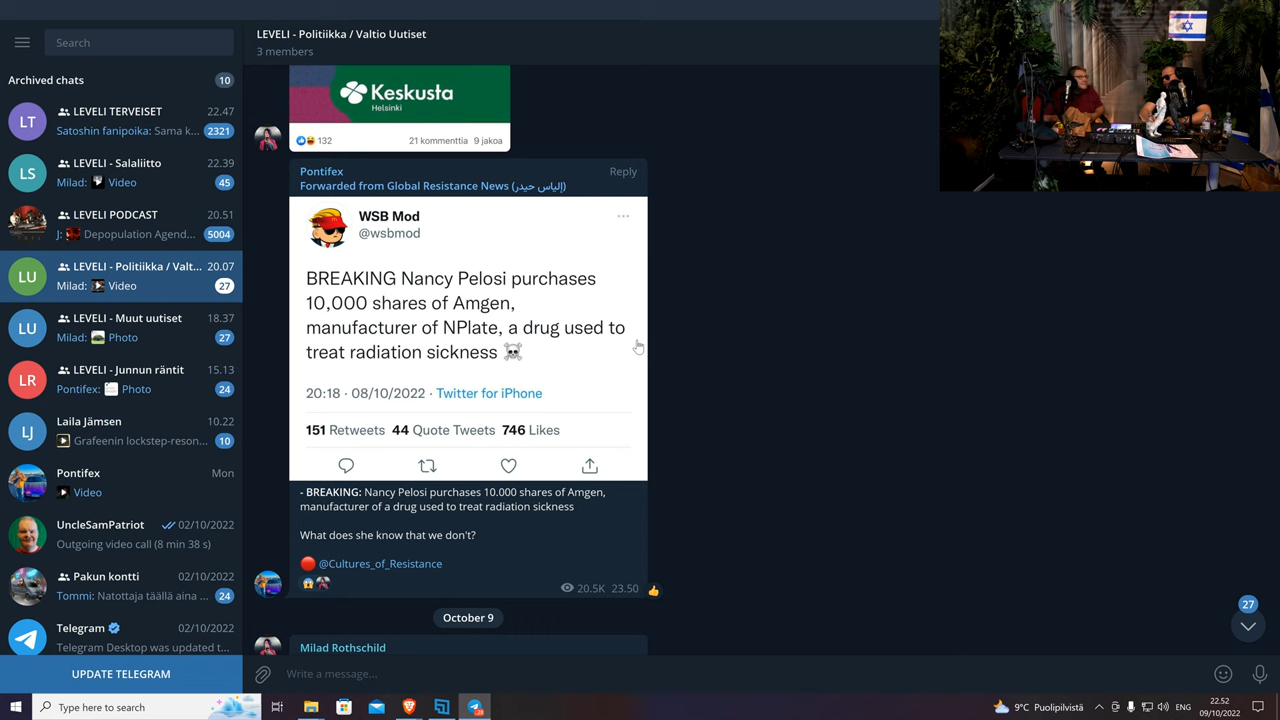 Search
Archived chats
10
LT
LEVELI TERVEISET
22.47
Satoshin fanipoika: Sama k...
2321
LS
LEVELI - Salaliitto
22.39
Milad: Video
45
LEVELI PODCAST
20.51
J: Depopulation Agend...
5004
LU
LEVELI - Politiikka / Valt...
20.07
Milad: Video
27
LU
LEVELI - Muut uutiset
18.37
Milad: Photo
27
LR
LEVELI - Junnun räntit
15.13
Pontifex: Photo
24
LJ
Laila Jämsen
10.22
Grafeenin lockstep-reson...
10
Pontifex
Mon
Video
UncleSamPatriot
02/10/2022
Outgoing video call (8 min 38 s)
Pakun kontti
02/10/2022
Tommi: Natottaja täällä aina ...
24
Telegram
02/10/2022
Telegram Desktop was updated t...
UPDATE TELEGRAM
LEVELI - Politiikka / Valtio Uutiset
3 members
Keskusta
Helsinki
132
21 kommenttia 9 jakoa
Pontifex
Reply
Forwarded from Global Resistance News (إلياس حيدر)
WSB Mod
@wsbmod
BREAKING Nancy Pelosi purchases
10,000 shares of Amgen,
manufacturer of NPlate, a drug used to
treat radiation sickness ☠️
20:18 · 08/10/2022 · Twitter for iPhone
151 Retweets 44 Quote Tweets 746 Likes
- BREAKING: Nancy Pelosi purchases 10.000 shares of Amgen,
manufacturer of a drug used to treat radiation sickness
What does she know that we don't?
🔴 @Cultures_of_Resistance
20.5K 23.50
October 9
Milad Rothschild
27
Write a message...
Type here to search
9°C Puolipilvistä
ENG
22.52
09/10/2022